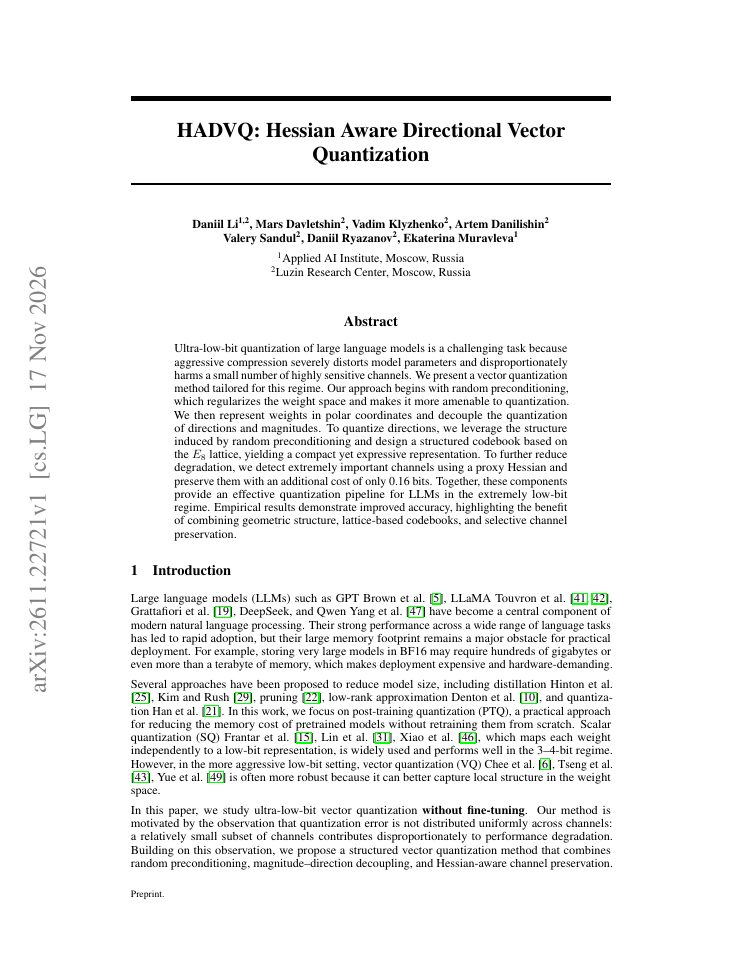 HADVQ: Hessian Aware Directional Vector
Quantization
Daniil Li1,2, Mars Davletshin2, Vadim Klyzhenko2, Artem Danilishin2
Valery Sandul2, Daniil Ryazanov2, Ekaterina Muravleva1
1Applied AI Institute, Moscow, Russia
2Luzin Research Center, Moscow, Russia
Abstract
Ultra-low-bit quantization of large language models is a challenging task because
aggressive compression severely distorts model parameters and disproportionately
harms a small number of highly sensitive channels. We present a vector quantization
method tailored for this regime. Our approach begins with random preconditioning,
which regularizes the weight space and makes it more amenable to quantization.
We then represent weights in polar coordinates and decouple the quantization
of directions and magnitudes. To quantize directions, we leverage the structure
induced by random preconditioning and design a structured codebook based on
the E8 lattice, yielding a compact yet expressive representation. To further reduce
degradation, we detect extremely important channels using a proxy Hessian and
preserve them with an additional cost of only 0.16 bits. Together, these components
provide an effective quantization pipeline for LLMs in the extremely low-bit
regime. Empirical results demonstrate improved accuracy, highlighting the benefit
of combining geometric structure, lattice-based codebooks, and selective channel
preservation.
1 Introduction
Large language models (LLMs) such as GPT Brown et al. [5], LLaMA Touvron et al. [41, 42],
Grattafiori et al. [19], DeepSeek, and Qwen Yang et al. [47] have become a central component of
modern natural language processing. Their strong performance across a wide range of language tasks
has led to rapid adoption, but their large memory footprint remains a major obstacle for practical
deployment. For example, storing very large models in BF16 may require hundreds of gigabytes or
even more than a terabyte of memory, which makes deployment expensive and hardware-demanding.
Several approaches have been proposed to reduce model size, including distillation Hinton et al.
[25], Kim and Rush [29], pruning [22], low-rank approximation Denton et al. [10], and quantiza-
tion Han et al. [21]. In this work, we focus on post-training quantization (PTQ), a practical approach
for reducing the memory cost of pretrained models without retraining them from scratch. Scalar
quantization (SQ) Frantar et al. [15], Lin et al. [31], Xiao et al. [46], which maps each weight
independently to a low-bit representation, is widely used and performs well in the 3–4-bit regime.
However, in the more aggressive low-bit setting, vector quantization (VQ) Chee et al. [6], Tseng et al.
[43], Yue et al. [49] is often more robust because it can better capture local structure in the weight
space.
In this paper, we study ultra-low-bit vector quantization without fine-tuning. Our method is
motivated by the observation that quantization error is not distributed uniformly across channels:
a relatively small subset of channels contributes disproportionately to performance degradation.
Building on this observation, we propose a structured vector quantization method that combines
random preconditioning, magnitude–direction decoupling, and Hessian-aware channel preservation.
Preprint.
arXiv:2611.22721v1 [cs.LG] 17 Nov 2026